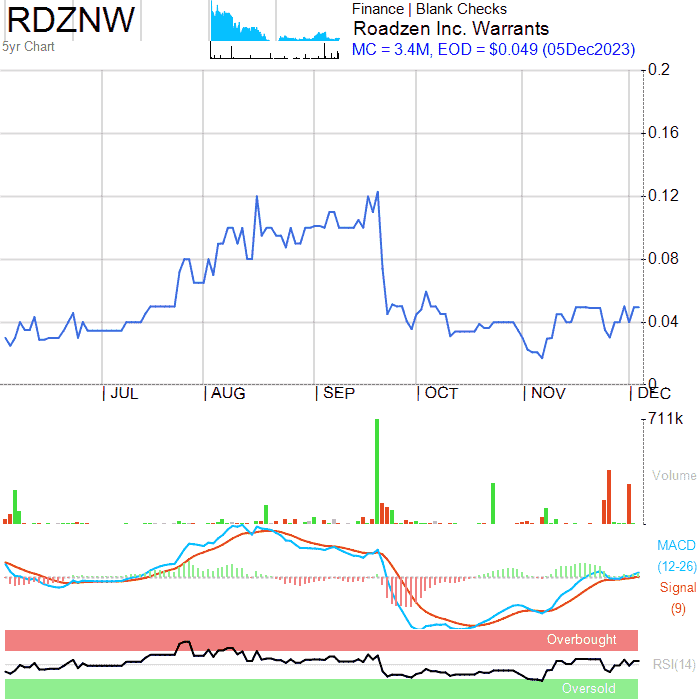 RDZNW
5yr Chart
Finance | Blank Checks
Roadzen Inc. Warrants
MC = 3.4M, EOD = $0.049 (05Dec2023)
0.2
0.16
0.12
0.08
0.04
0
| JUL | AUG | SEP | OCT | NOV | DEC
711k
Volume
MACD
(12-26)
Signal
(9)
Overbought
RSI(14)
Oversold